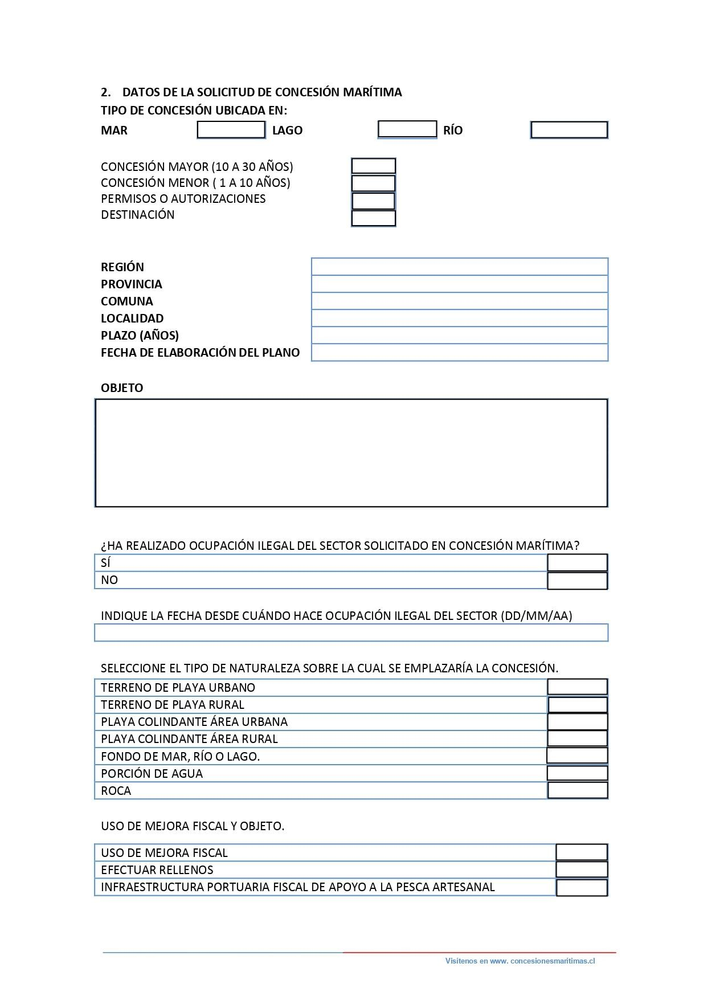 2. DATOS DE LA SOLICITUD DE CONCESIÓN MARÍTIMA
TIPO DE CONCESIÓN UBICADA EN:
MAR LAGO RÍO
CONCESIÓN MAYOR (10 A 30 AÑOS)
CONCESIÓN MENOR ( 1 A 10 AÑOS)
PERMISOS O AUTORIZACIONES
DESTINACIÓN
REGIÓN
PROVINCIA
COMUNA
LOCALIDAD
PLAZO (AÑOS)
FECHA DE ELABORACIÓN DEL PLANO
OBJETO
¿HA REALIZADO OCUPACIÓN ILEGAL DEL SECTOR SOLICITADO EN CONCESIÓN MARÍTIMA?
SÍ
NO
INDIQUE LA FECHA DESDE CUÁNDO HACE OCUPACIÓN ILEGAL DEL SECTOR (DD/MM/AA)
SELECCIONE EL TIPO DE NATURALEZA SOBRE LA CUAL SE EMPLAZARÍA LA CONCESIÓN.
TERRENO DE PLAYA URBANO
TERRENO DE PLAYA RURAL
PLAYA COLINDANTE ÁREA URBANA
PLAYA COLINDANTE ÁREA RURAL
FONDO DE MAR, RÍO O LAGO.
PORCIÓN DE AGUA
ROCA
USO DE MEJORA FISCAL Y OBJETO.
USO DE MEJORA FISCAL
EFECTUAR RELLENOS
INFRAESTRUCTURA PORTUARIA FISCAL DE APOYO A LA PESCA ARTESANAL
Visítenos en www. concesionesmaritimas.cl